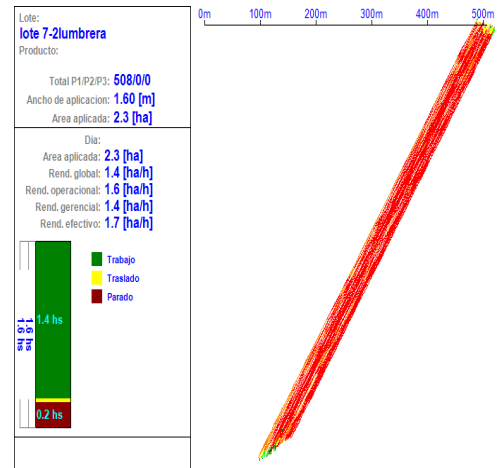 Lote:
lote 7-2lumbrera
Producto:
Total P1/P2/P3: 508/0/0
Ancho de aplicacion: 1.60 [m]
Area aplicada: 2.3 [ha]
Dia:
Area aplicada: 2.3 [ha]
Rend. global: 1.4 [ha/h]
Rend. operacional: 1.6 [ha/h]
Rend. gerencial: 1.4 [ha/h]
Rend. efectivo: 1.7 [ha/h]
Trabajo
Traslado
Parado
1.6 hs
1.6 hs
1.4 hs
0.2 hs
0m 100m 200m 300m 400m 500m